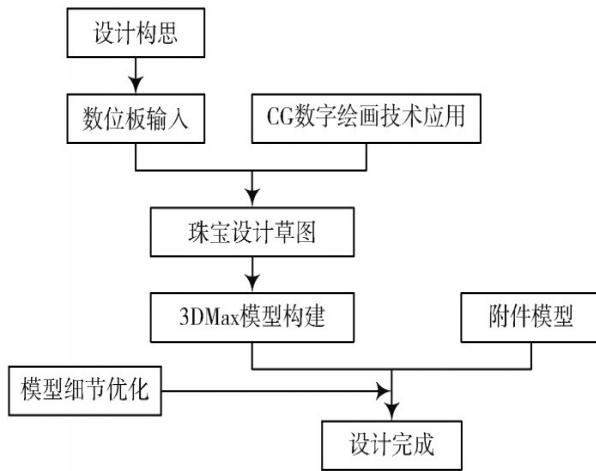 设计构思
数位板输入
CG数字绘画技术应用
珠宝设计草图
3DMax模型构建
附件模型
模型细节优化
设计完成